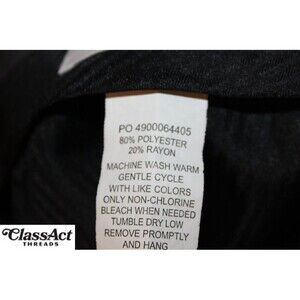 PO 4900064405
80% POLYESTER
20% RAYON
MACHINE WASH WARM
GENTLE CYCLE
WITH LIKE COLORS
ONLY NON-CHLORINE
BLEACH WHEN NEEDED
TUMBLE DRY LOW
REMOVE PROMPTLY
AND HANG
ClassAct
THREADS